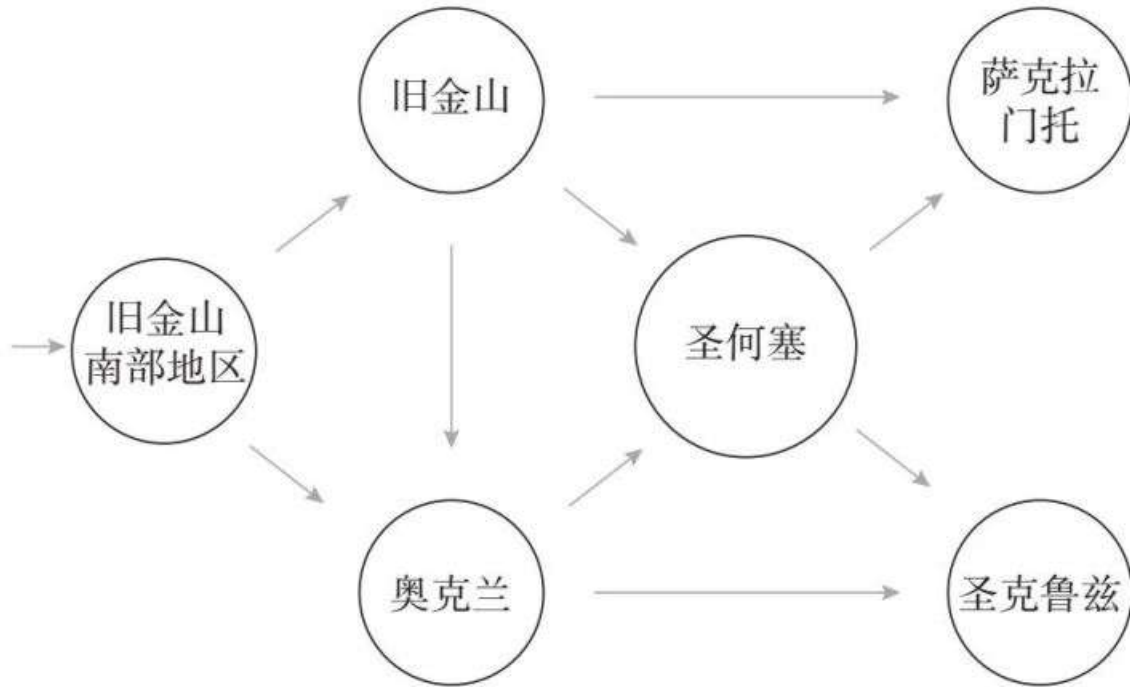 旧金山
萨克拉
门托
旧金山
南部地区
圣何塞
奥克兰
圣克鲁兹